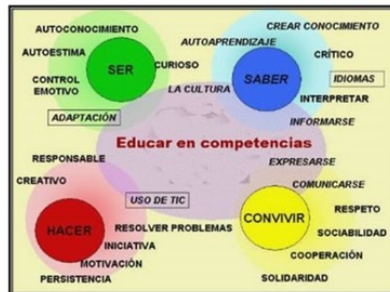 AUTOCONOCIMIENTO
AUTOESTIMA
CONTROL
EMOTIVO
ADAPTACIÓN
SER
CURIOSO
CREAR CONOCIMIENTO
AUTOAPRENDIZAJE
CRÍTICO
SABER
IDIOMAS
LA CULTURA
INTERPRETAR
INFORMARSE
Educar en competencias
EXPRESARSE
COMUNICARSE
RESPONSABLE
CREATIVO
USO DE TIC
HACER
RESOLVER PROBLEMAS
INICIATIVA
MOTIVACIÓN
PERSISTENCIA
CONVIVIR
RESPETO
SOCIABILIDAD
COOPERACIÓN
SOLIDARIDAD